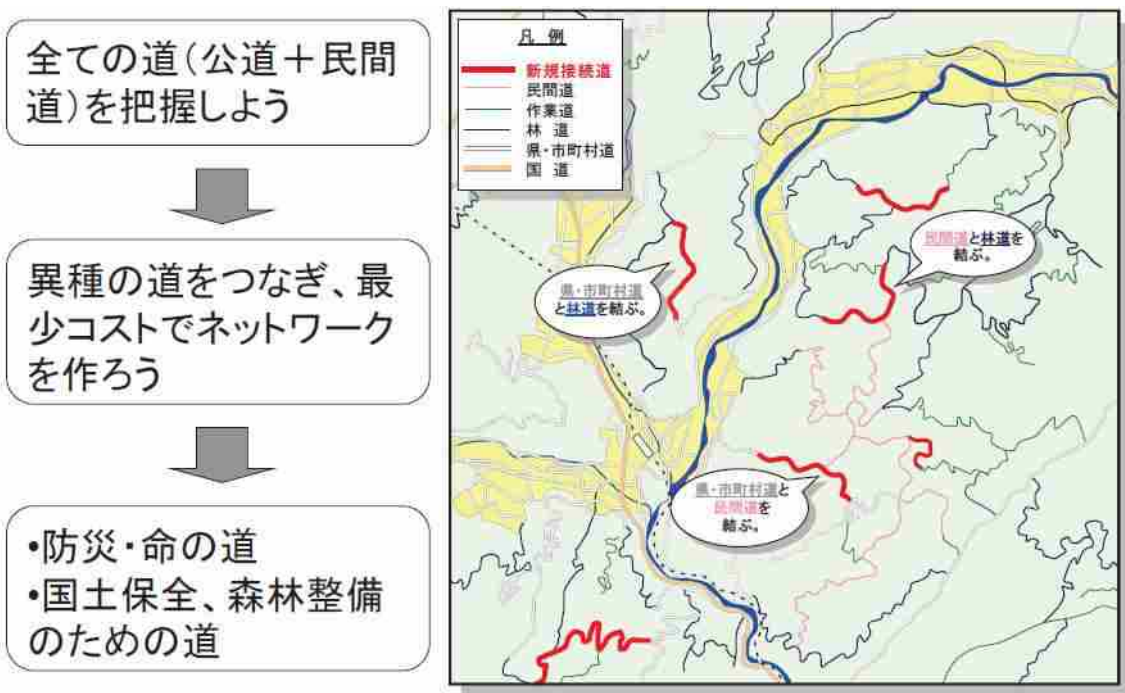 全ての道(公道＋民間
道)を把握しよう
異種の道をつなぎ、最
少コストでネットワーク
を作ろう
•防災・命の道
•国土保全、森林整備
のための道
凡 例
新規接続道
民間道
作業道
林 道
県・市町村道
国 道
民間道と林道を
結ぶ。
県・市町村道
と林道を結ぶ。
県・市町村道と
民間道を
結ぶ。